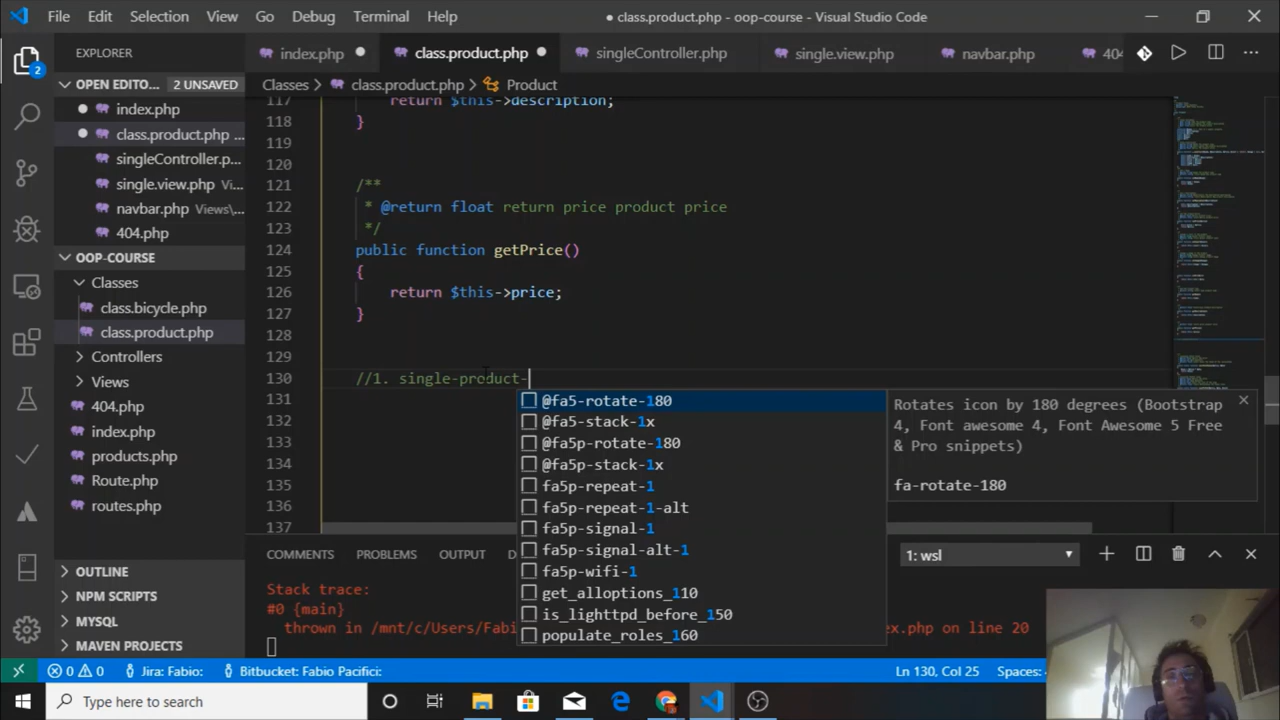 File Edit Selection View Go Debug Terminal Help
● class.product.php - oop-course - Visual Studio Code
EXPLORER
index.php
class.product.php
singleController.php
single.view.php
navbar.php
404
OPEN EDITO... 2 UNSAVED
index.php
class.product.php ...
singleController.p...
single.view.php Vi...
navbar.php Views\...
404.php
OOP-COURSE
Classes
class.bicycle.php
class.product.php
Controllers
Views
404.php
index.php
products.php
Route.php
routes.php
OUTLINE
NPM SCRIPTS
MYSQL
MAVEN PROJECTS
2
Classes > class.product.php > Product
117 return $this->description;
118 }
119
120
121 /**
122 * @return float return price product price
123 */
124 public function getPrice()
125 {
126 return $this->price;
127 }
128
129
130 //1. single-product-
131
132
133
134
135
136
137
@fa5-rotate-180
@fa5-stack-1x
@fa5p-rotate-180
@fa5p-stack-1x
fa5p-repeat-1
fa5p-repeat-1-alt
fa5p-signal-1
fa5p-signal-alt-1
fa5p-wifi-1
get_alloptions_110
is_lighttpd_before_150
populate_roles_160
Rotates icon by 180 degrees (Bootstrap
4, Font awesome 4, Font Awesome 5 Free
& Pro snippets)
fa-rotate-180
COMMENTS PROBLEMS OUTPUT D
1: wsl
Stack trace:
#0 {main}
thrown in /mnt/c/Users/Fabi
ex.php on line 20
0 0 Jira: Fabio: Bitbucket: Fabio Pacifici: Ln 130, Col 25 Spaces:
Type here to search